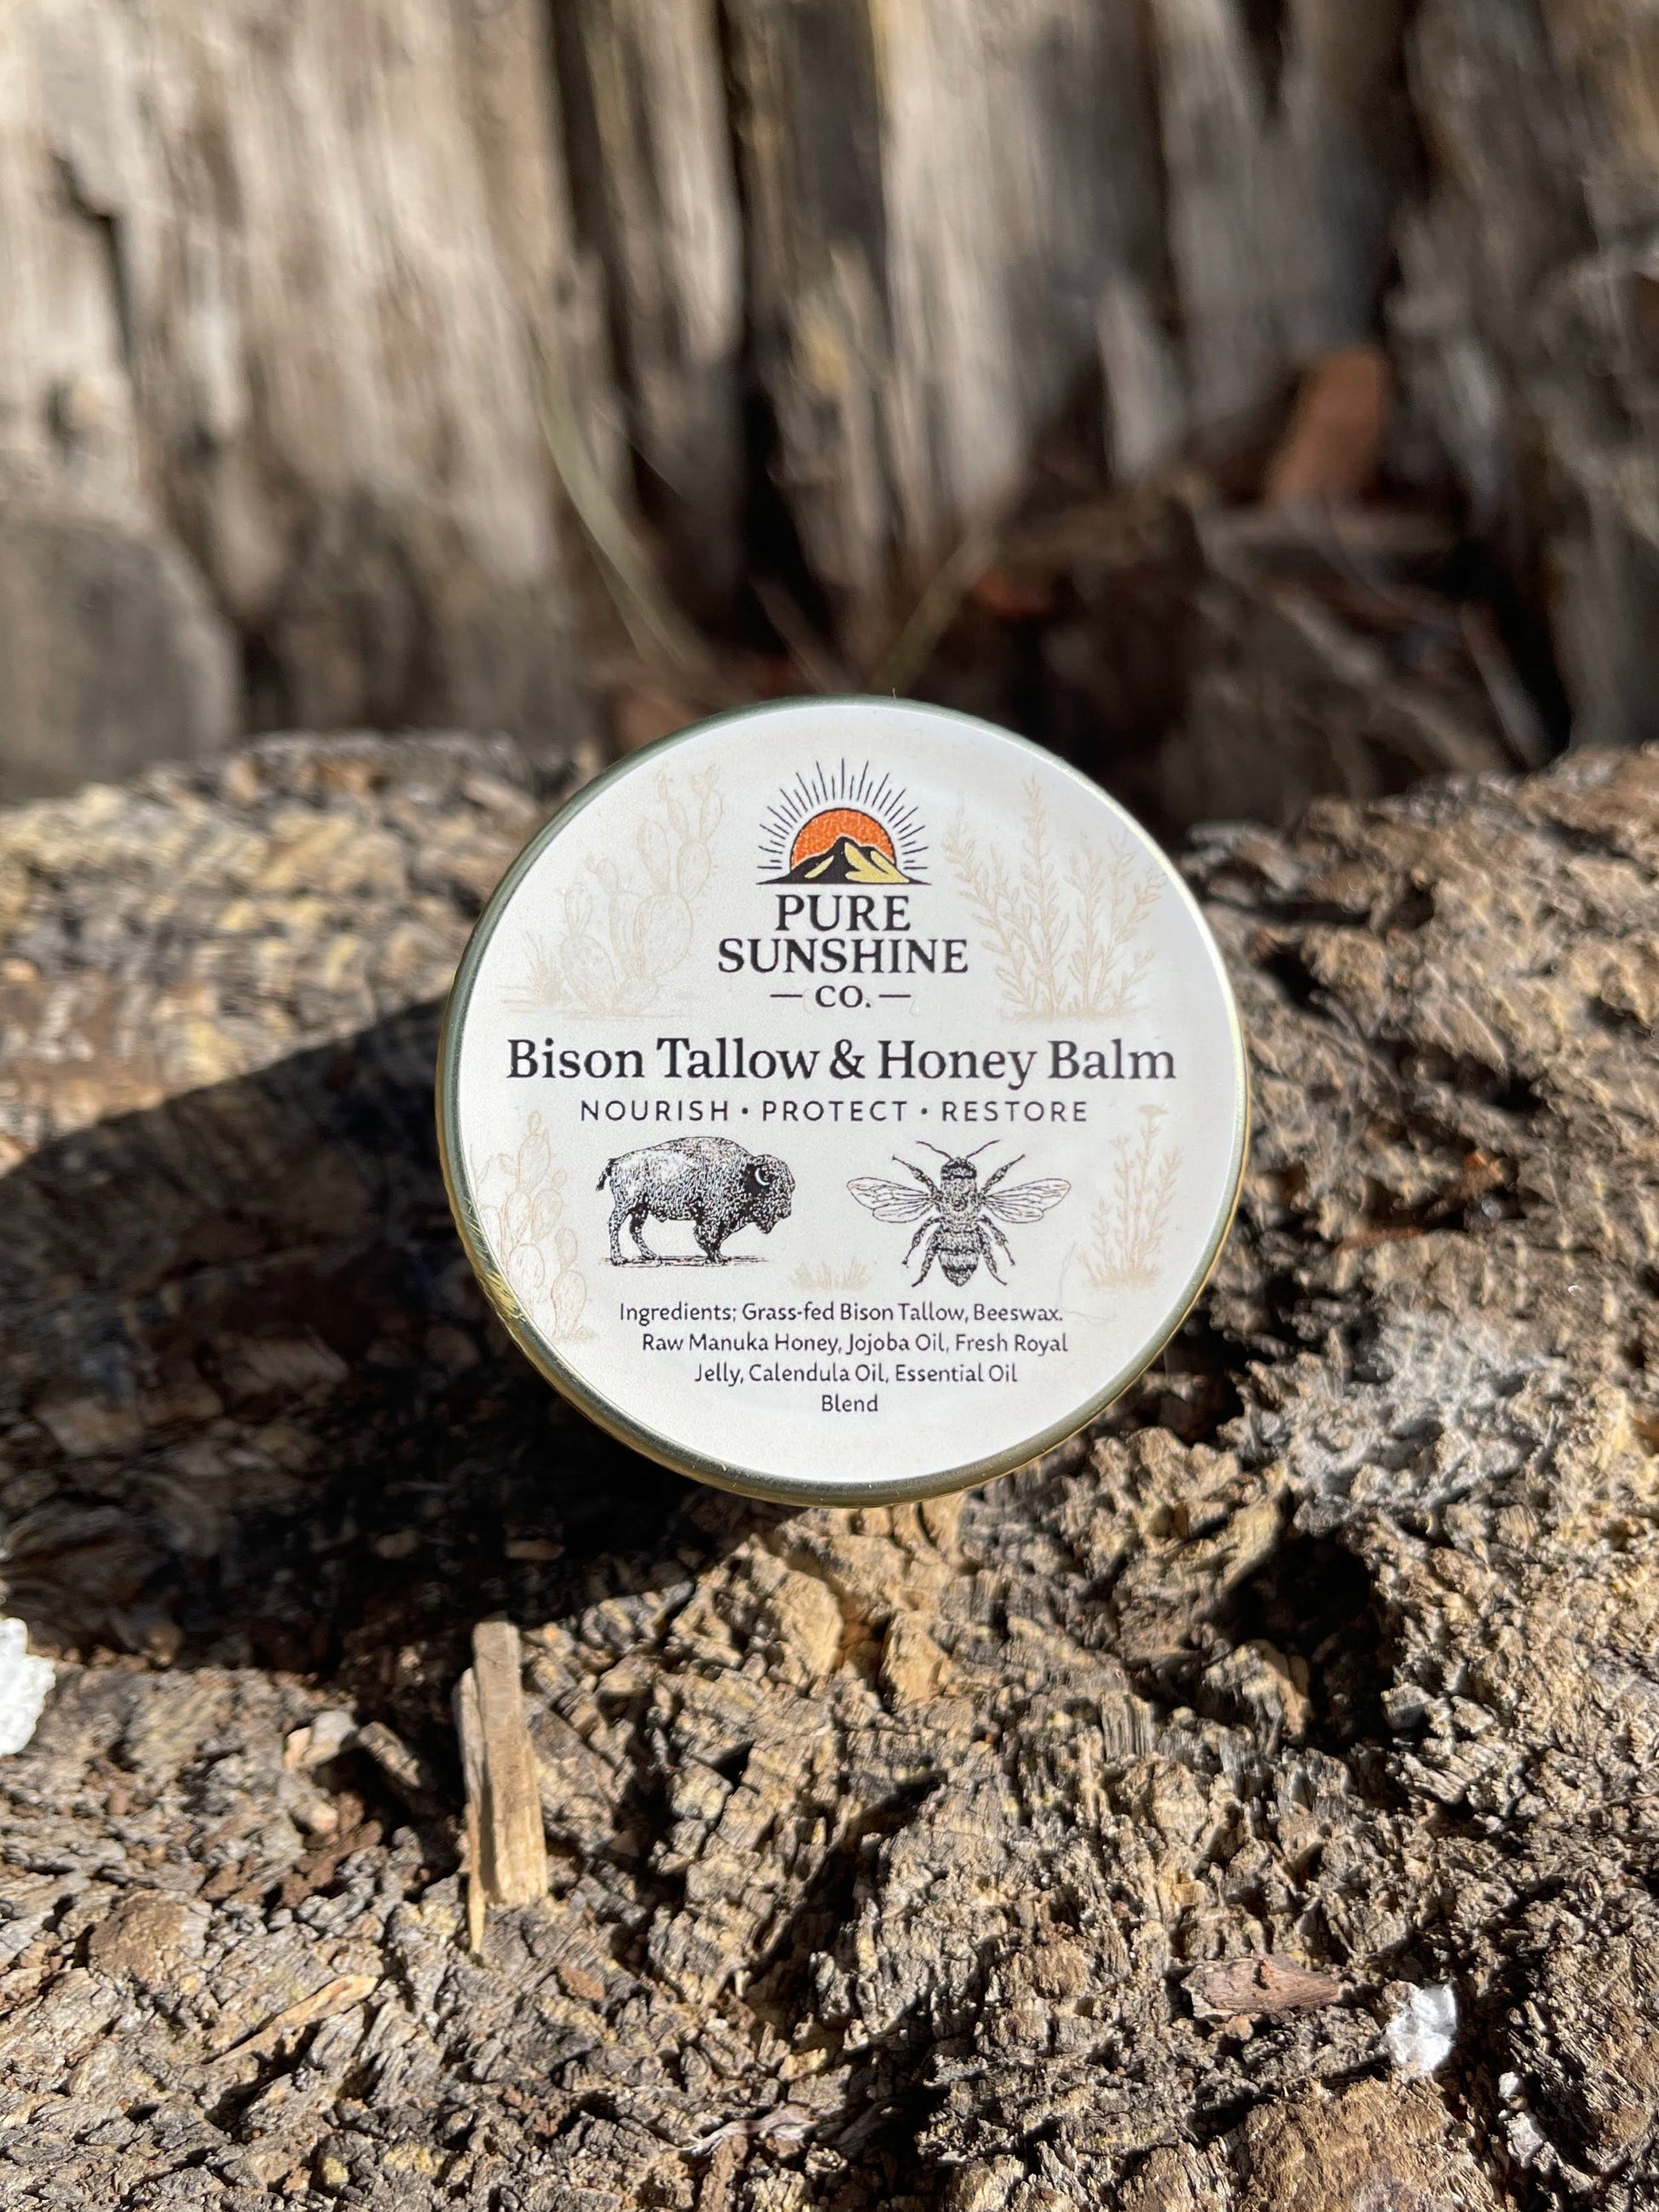 PURE
SUNSHINE
— CO. —
Bison Tallow & Honey Balm
NOURISH • PROTECT • RESTORE
Ingredients; Grass-fed Bison Tallow, Beeswax.
Raw Manuka Honey, Jojoba Oil, Fresh Royal
Jelly, Calendula Oil, Essential Oil
Blend